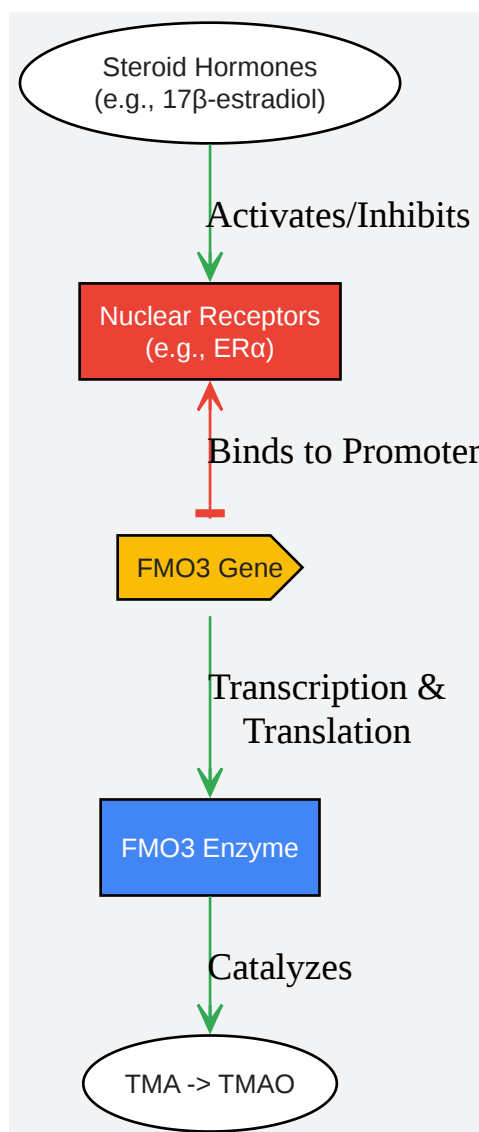 Steroid Hormones
(e.g., 17β-estradiol)
Activates/Inhibits
Nuclear Receptors
(e.g., ERα)
Binds to Promoter
FMO3 Gene
Transcription &
Translation
FMO3 Enzyme
Catalyzes
TMA -> TMAO